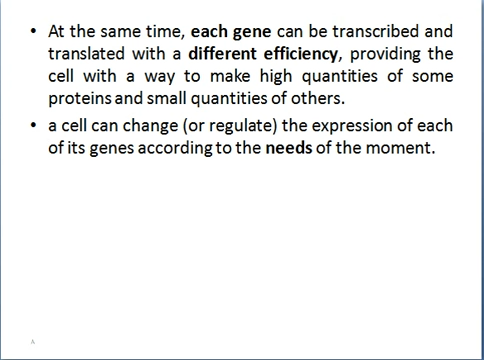 • At the same time, each gene can be transcribed and
translated with a different efficiency, providing the
cell with a way to make high quantities of some
proteins and small quantities of others.
• a cell can change (or regulate) the expression of each
of its genes according to the needs of the moment.